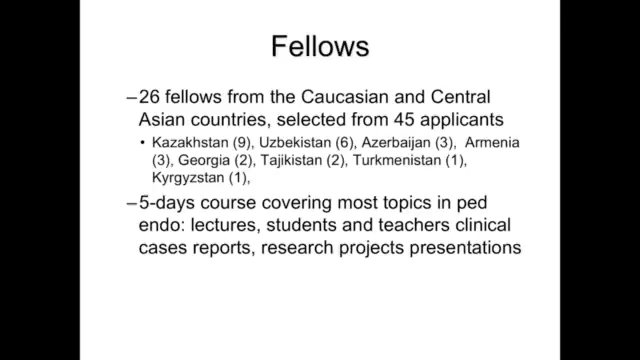 Fellows
–26 fellows from the Caucasian and Central
Asian countries, selected from 45 applicants
• Kazakhstan (9), Uzbekistan (6), Azerbaijan (3), Armenia
(3), Georgia (2), Tajikistan (2), Turkmenistan (1),
Kyrgyzstan (1),
–5-days course covering most topics in ped
endo: lectures, students and teachers clinical
cases reports, research projects presentations